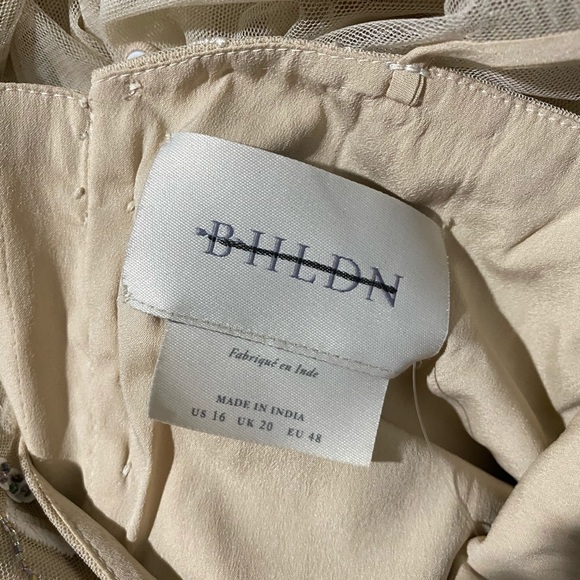 BHLDN
Fabriqué en Inde
MADE IN INDIA
US 16 UK 20 EU 48